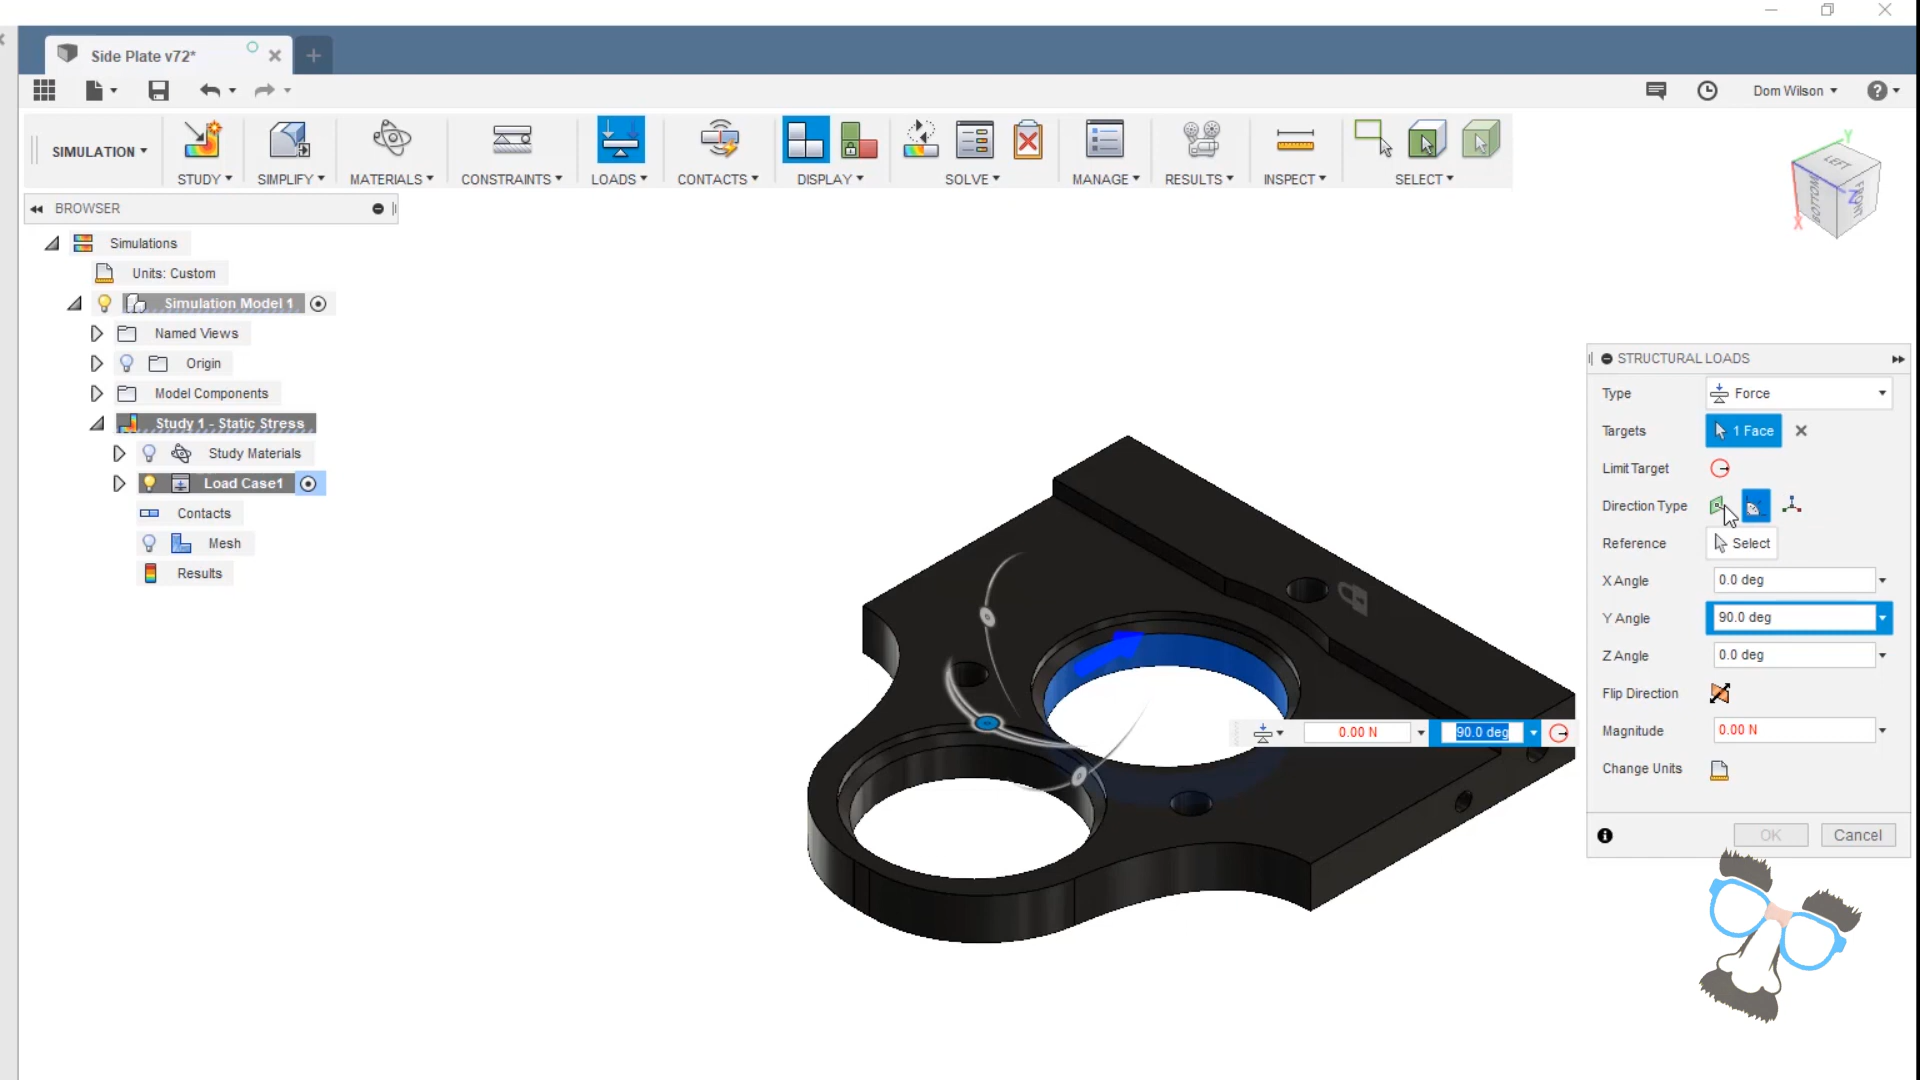 Side Plate v72*
Dom Wilson
SIMULATION
STUDY
SIMPLIFY
MATERIALS
CONSTRAINTS
LOADS
CONTACTS
DISPLAY
SOLVE
MANAGE
RESULTS
INSPECT
SELECT
Y
LEFT
BOTTOM
FRONT
Z
X
BROWSER
Simulations
Units: Custom
Simulation Model 1
Named Views
Origin
Model Components
Study 1 - Static Stress
Study Materials
Load Case1
Contacts
Mesh
Results
STRUCTURAL LOADS
Type Force
Targets 1 Face
Limit Target
Direction Type
Reference Select
X Angle 0.0 deg
Y Angle 90.0 deg
Z Angle 0.0 deg
Flip Direction
Magnitude 0.00 N
Change Units
OK Cancel
0.00 N 90.0 deg